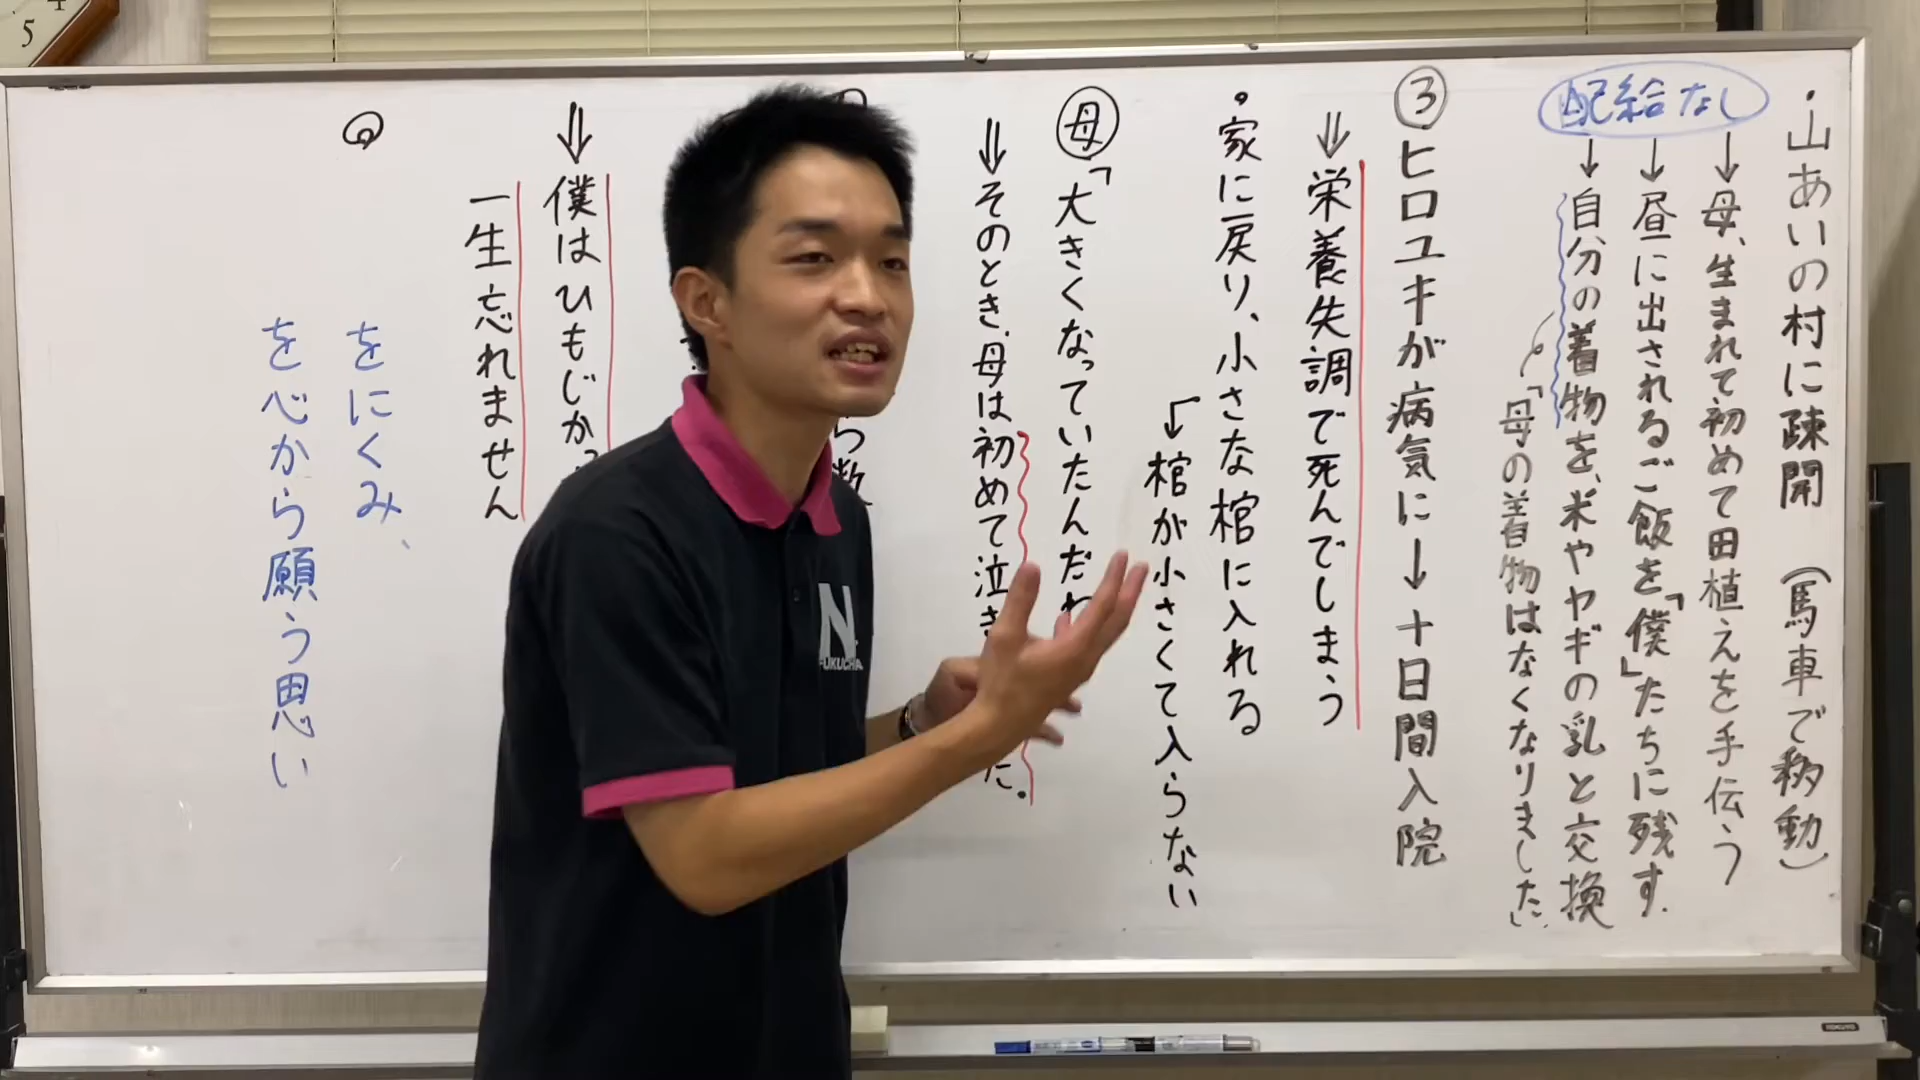 ・山あいの村に疎開（馬車で移動）
配給なし
↓母、生まれて初めて田植えを手伝う
↓昼に出されるご飯を「僕」たちに残す.
↓自分の着物を、米ややヤギの乳と交換
「母の着物はなくなりました」
③ヒロユキが病気に→十日間入院
⇒栄養失調で死んでしまう
・家に戻り、小さな棺に入れる
棺が小さくて入らない
母「大きくなっていたんだ
⇒そのとき、母は初めて泣き
た。
ら数
⇒僕はひもじか
一生忘れません
をにくみ、
を心から願う思い
N.
FUKUCHA
5
KOKUYO